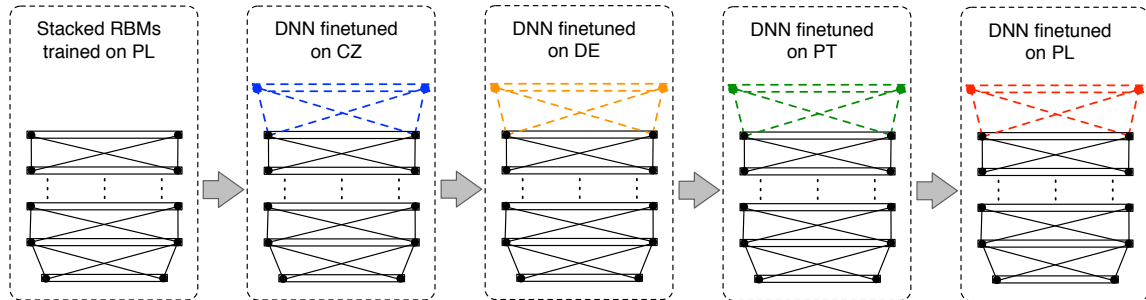 Stacked RBMs
trained on PL
DNN finetuned
on CZ
DNN finetuned
on DE
DNN finetuned
on PT
DNN finetuned
on PL